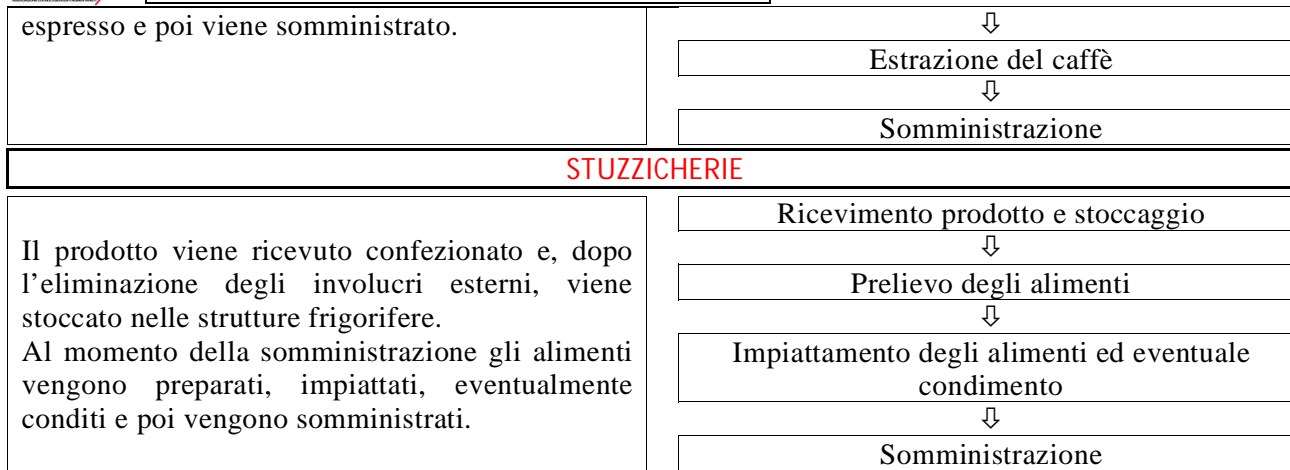 espresso e poi viene somministrato.
⇩
Estrazione del caffè
⇩
Somministrazione
STUZZICHERIE
Il prodotto viene ricevuto confezionato e, dopo
l’eliminazione degli involucri esterni, viene
stoccato nelle strutture frigorifere.
Al momento della somministrazione gli alimenti
vengono preparati, impiattati, eventualmente
conditi e poi vengono somministrati.
Ricevimento prodotto e stoccaggio
⇩
Prelievo degli alimenti
⇩
Impiattamento degli alimenti ed eventuale
condimento
⇩
Somministrazione